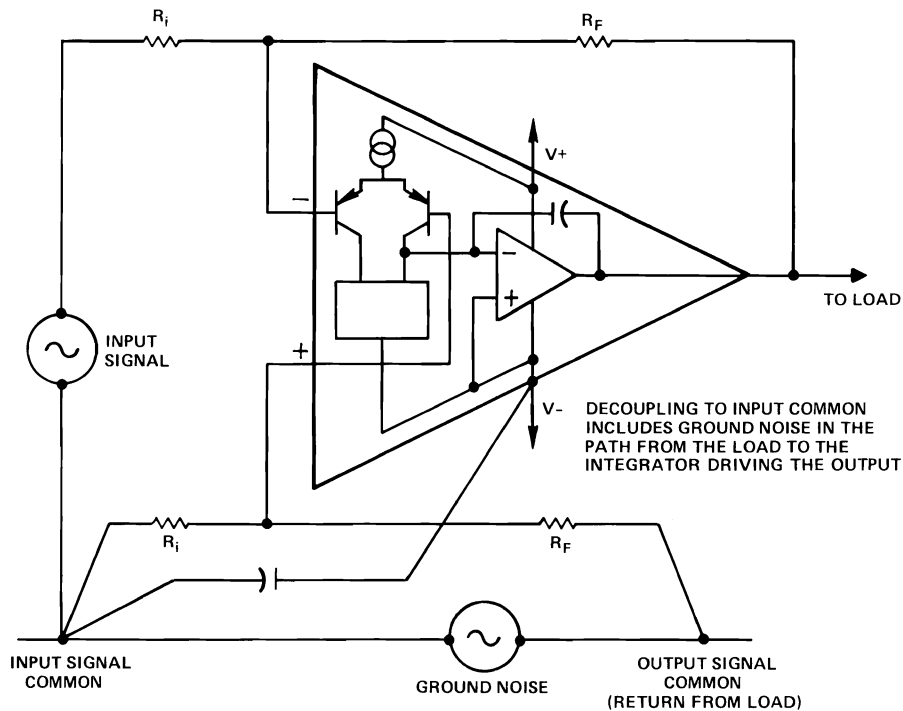 Ri
RF
V+
−
−
+
TO LOAD
INPUT
SIGNAL
+
V-
DECOUPLING TO INPUT COMMON
INCLUDES GROUND NOISE IN THE
PATH FROM THE LOAD TO THE
INTEGRATOR DRIVING THE OUTPUT
Ri
RF
INPUT SIGNAL
COMMON
GROUND NOISE
OUTPUT SIGNAL
COMMON
(RETURN FROM LOAD)